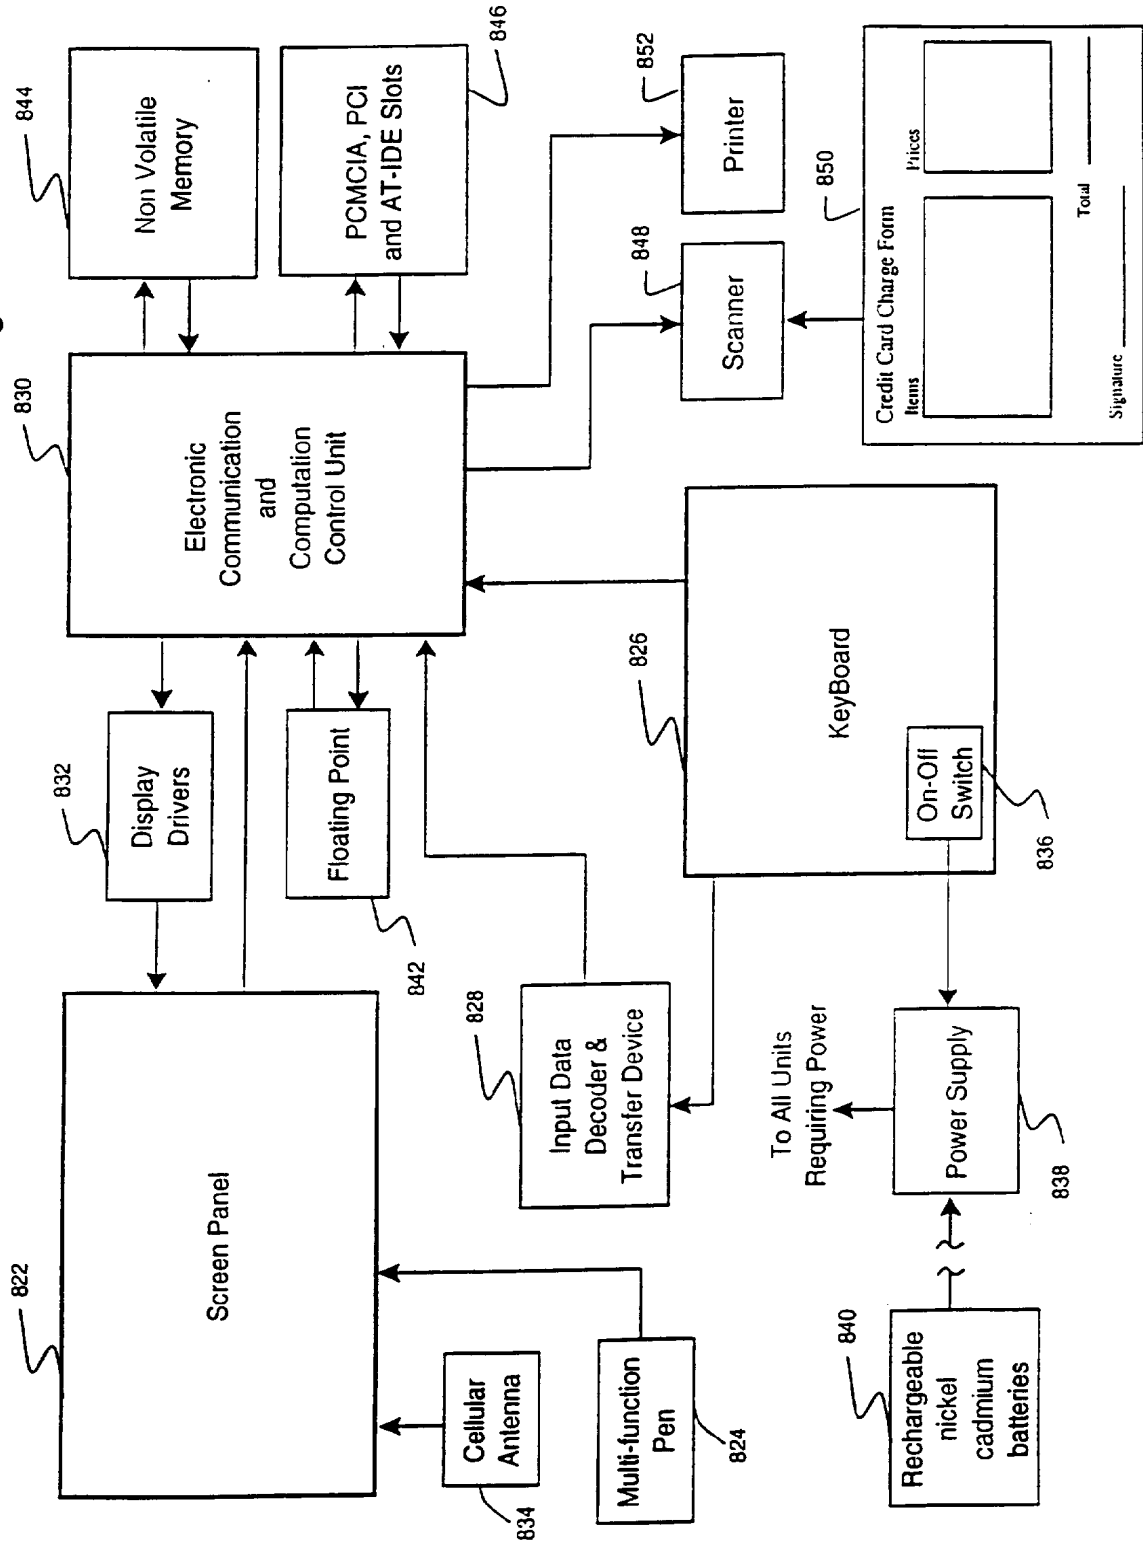 822
Screen Panel
832
Display
Drivers
830
Electronic
Communication
and
Computation
Control Unit
844
Non Volatile
Memory
846
PCMCIA, PCI
and AT-IDE Slots
834
Cellular
Antenna
842
Floating Point
Multi-function
Pen
824
828
Input Data
Decoder &
Transfer Device
826
KeyBoard
On-Off
Switch
836
848
Scanner
852
Printer
To All Units
Requiring Power
Power Supply
838
840
Rechargeable
nickel
cadmium
batteries
850
Credit Card Charge Form
Items
Prices
Total
Signature